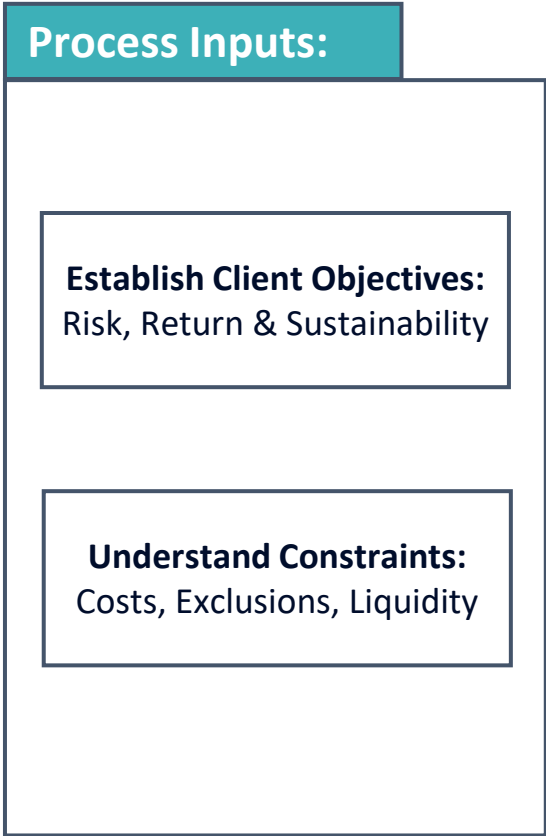 Process Inputs:
Establish Client Objectives:
Risk, Return & Sustainability
Understand Constraints:
Costs, Exclusions, Liquidity